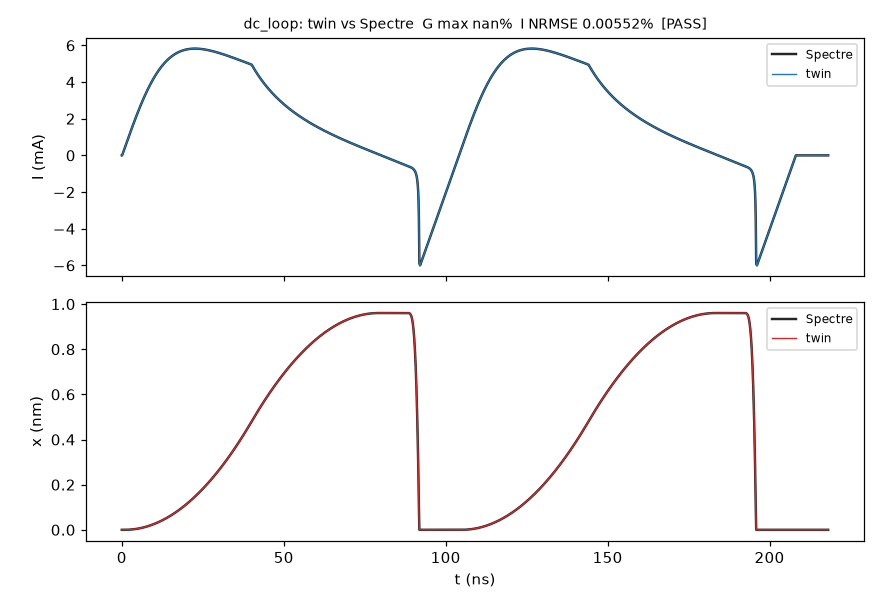 dc_loop: twin vs Spectre G max nan% I NRMSE 0.00552% [PASS]
6
4
2
0
−2
−4
−6
I (mA)
Spectre
twin
1.0
0.8
0.6
0.4
0.2
0.0
x (nm)
Spectre
twin
0
50
100
150
200
t (ns)